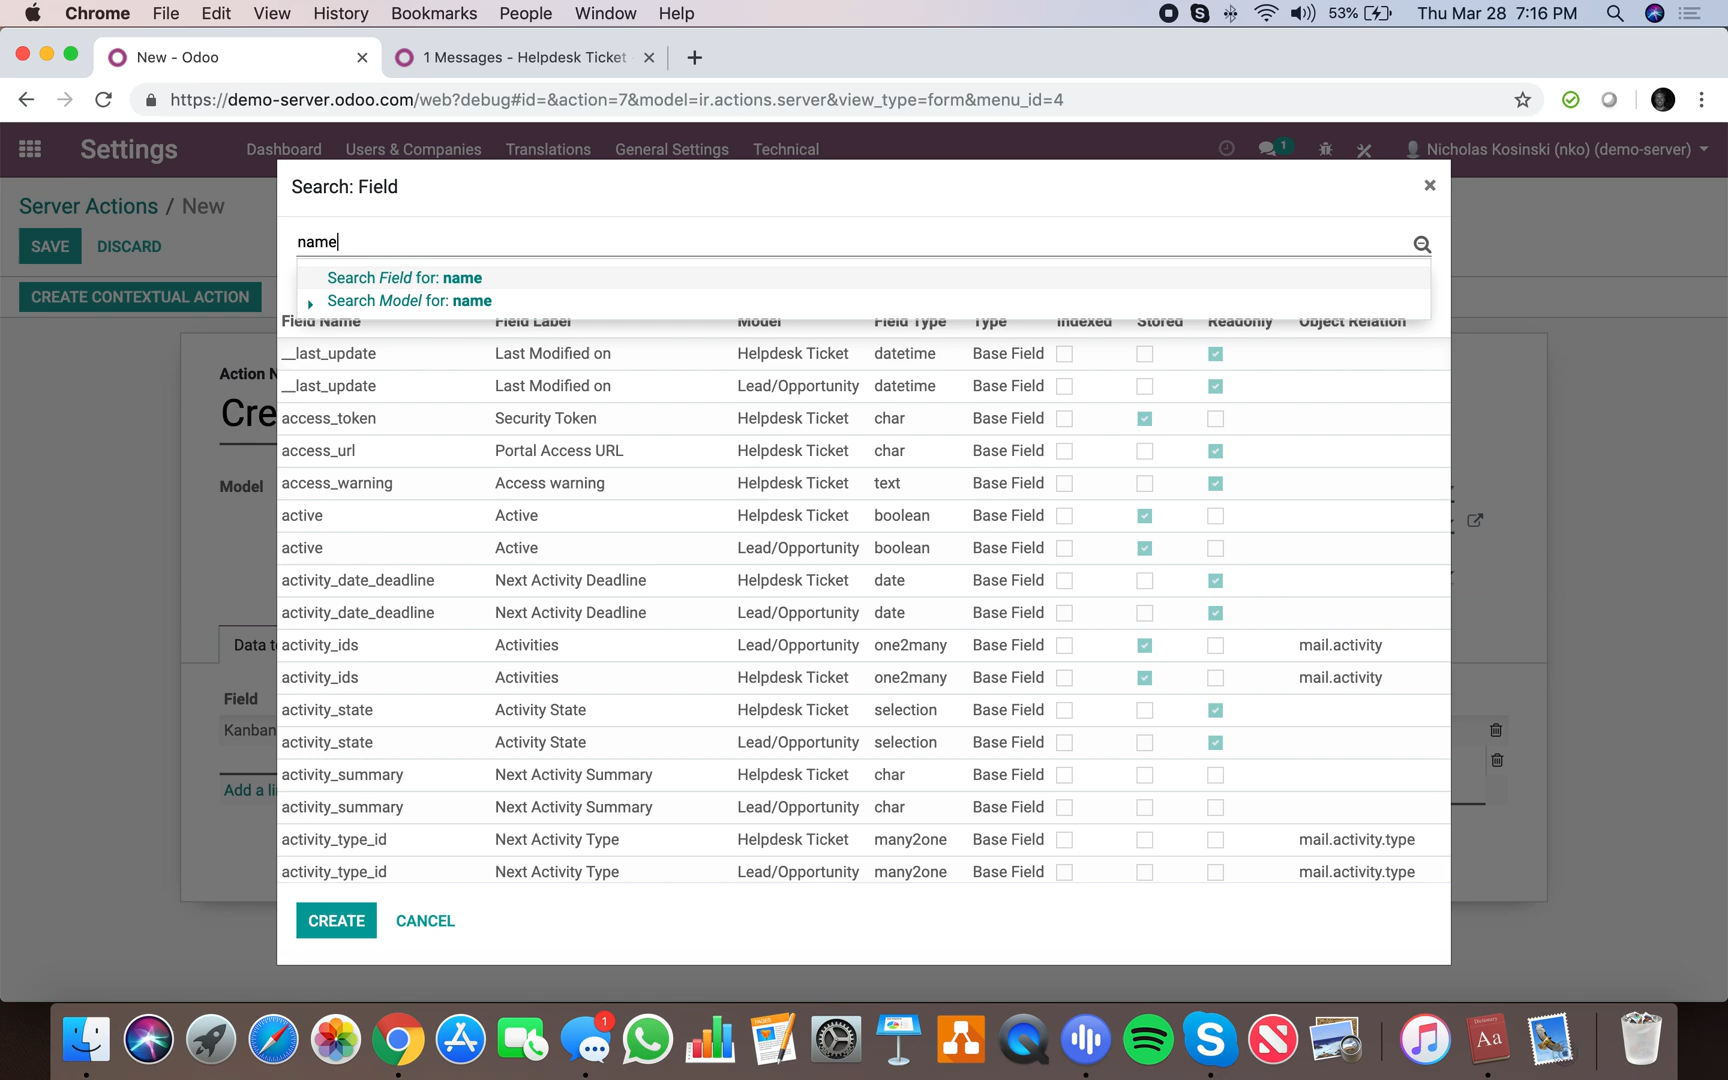 Chrome File Edit View History Bookmarks People Window Help 53% Thu Mar 28 7:16 PM
New - Odoo 1 Messages - Helpdesk Ticket
https://demo-server.odoo.com/web?debug#id=&action=7&model=ir.actions.server&view_type=form&menu_id=4
Settings Dashboard Users & Companies Translations General Settings Technical 1 Nicholas Kosinski (nko) (demo-server)
Search: Field
Server Actions / New
SAVE DISCARD
name
Search Field for: name
CREATE CONTEXTUAL ACTION
Search Model for: name
Field Name Field Label Model Field Type Type Indexed Stored Readonly Object Relation
__last_update Last Modified on Helpdesk Ticket datetime Base Field
Action N
__last_update Last Modified on Lead/Opportunity datetime Base Field
Cre
access_token Security Token Helpdesk Ticket char Base Field
access_url Portal Access URL Helpdesk Ticket char Base Field
Model
access_warning Access warning Helpdesk Ticket text Base Field
active Active Helpdesk Ticket boolean Base Field
active Active Lead/Opportunity boolean Base Field
activity_date_deadline Next Activity Deadline Helpdesk Ticket date Base Field
activity_date_deadline Next Activity Deadline Lead/Opportunity date Base Field
Data to
activity_ids Activities Lead/Opportunity one2many Base Field mail.activity
activity_ids Activities Helpdesk Ticket one2many Base Field mail.activity
Field
activity_state Activity State Helpdesk Ticket selection Base Field
Kanban
activity_state Activity State Lead/Opportunity selection Base Field
activity_summary Next Activity Summary Helpdesk Ticket char Base Field
Add a li
activity_summary Next Activity Summary Lead/Opportunity char Base Field
activity_type_id Next Activity Type Helpdesk Ticket many2one Base Field mail.activity.type
activity_type_id Next Activity Type Lead/Opportunity many2one Base Field mail.activity.type
CREATE CANCEL
1
Aa